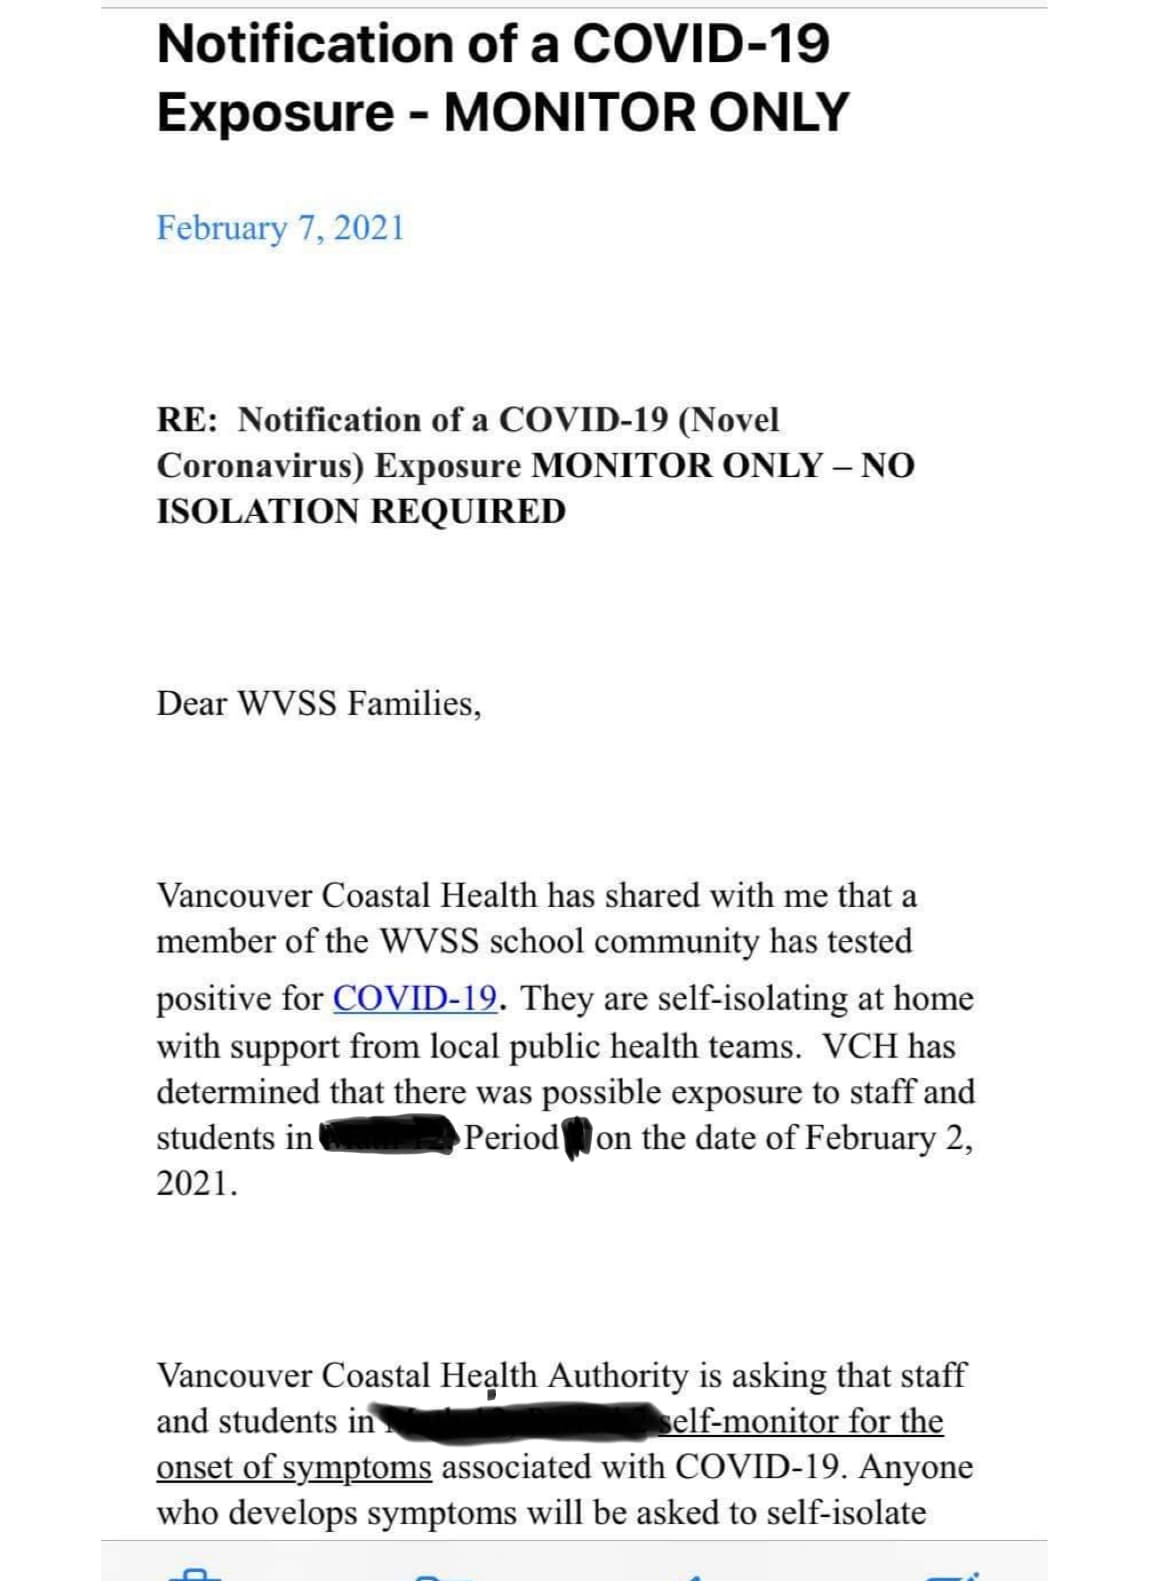 Notification of a COVID-19
Exposure - MONITOR ONLY
February 7, 2021
RE:  Notification of a COVID-19 (Novel
Coronavirus) Exposure MONITOR ONLY – NO
ISOLATION REQUIRED
Dear WVSS Families,
Vancouver Coastal Health has shared with me that a
member of the WVSS school community has tested
positive for COVID-19. They are self-isolating at home
with support from local public health teams.  VCH has
determined that there was possible exposure to staff and
students in Period on the date of February 2,
2021.
Vancouver Coastal Health Authority is asking that staff
and students in self-monitor for the
onset of symptoms associated with COVID-19. Anyone
who develops symptoms will be asked to self-isolate